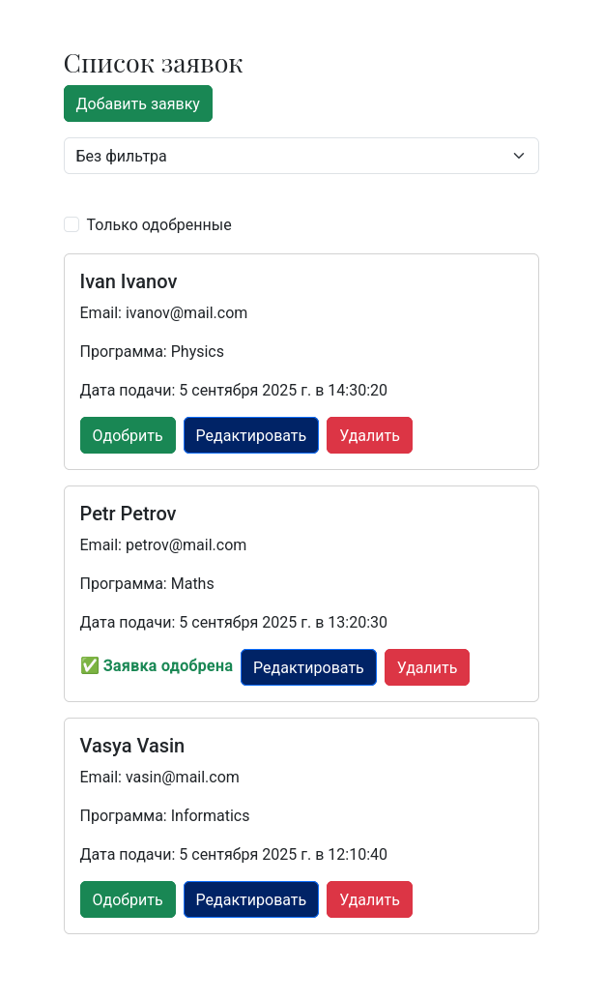 Список заявок
Добавить заявку
Без фильтра
Только одобренные
Ivan Ivanov
Email: ivanov@mail.com
Программа: Physics
Дата подачи: 5 сентября 2025 г. в 14:30:20
Одобрить Редактировать Удалить
Petr Petrov
Email: petrov@mail.com
Программа: Maths
Дата подачи: 5 сентября 2025 г. в 13:20:30
✅ Заявка одобрена Редактировать Удалить
Vasya Vasin
Email: vasin@mail.com
Программа: Informatics
Дата подачи: 5 сентября 2025 г. в 12:10:40
Одобрить Редактировать Удалить